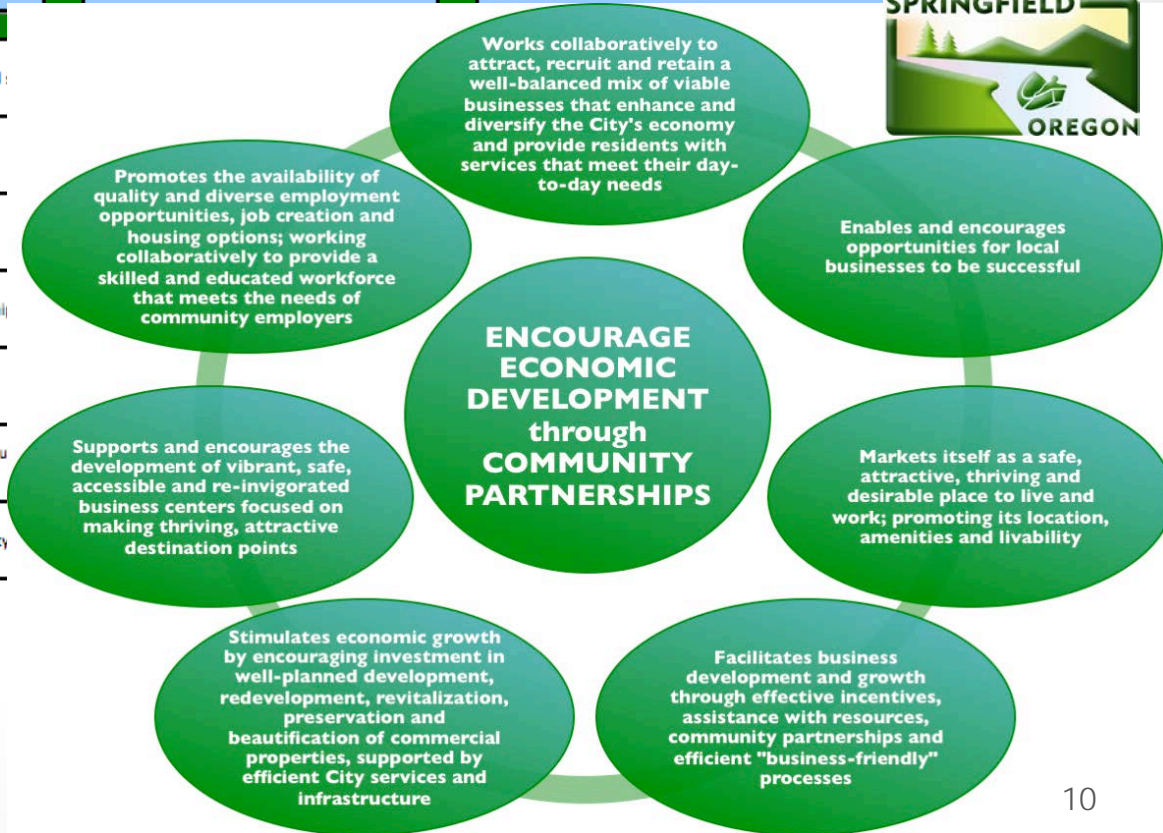 SPRINGFIELD
OREGON
Works collaboratively to
attract, recruit and retain a
well-balanced mix of viable
businesses that enhance and
diversify the City's economy
and provide residents with
services that meet their day-
to-day needs
Enables and encourages
opportunities for local
businesses to be successful
Markets itself as a safe,
attractive, thriving and
desirable place to live and
work; promoting its location,
amenities and livability
Facilitates business
development and growth
through effective incentives,
assistance with resources,
community partnerships and
efficient "business-friendly"
processes
Stimulates economic growth
by encouraging investment in
well-planned development,
redevelopment, revitalization,
preservation and
beautification of commercial
properties, supported by
efficient City services and
infrastructure
Supports and encourages the
development of vibrant, safe,
accessible and re-invigorated
business centers focused on
making thriving, attractive
destination points
Promotes the availability of
quality and diverse employment
opportunities, job creation and
housing options; working
collaboratively to provide a
skilled and educated workforce
that meets the needs of
community employers
ENCOURAGE
ECONOMIC
DEVELOPMENT
through
COMMUNITY
PARTNERSHIPS
10